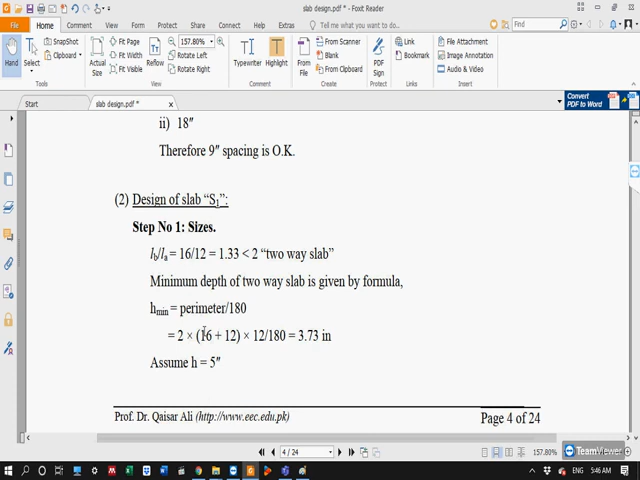 slab design.pdf * - Foxit Reader
File Home Comment View Form Protect Share Connect Help Extras Tell me what you want to do...
Hand
Select
SnapShot
Clipboard
Actual Size
Fit Page
Fit Width
Fit Visible
Reflow
157.80%
Rotate Left
Rotate Right
Typewriter
Highlight
From File
From Scanner
Blank
From Clipboard
PDF Sign
Link
Bookmark
File Attachment
Image Annotation
Audio & Video
Tools View Comment Create Protect Links Insert
Start slab design.pdf *
Convert PDF to Word
ii) 18″
Therefore 9″ spacing is O.K.
(2) Design of slab “S1”:
Step No 1: Sizes.
lb/la = 16/12 = 1.33 < 2 “two way slab”
Minimum depth of two way slab is given by formula,
hmin = perimeter/180
= 2 × (16 + 12) × 12/180 = 3.73 in
Assume h = 5″
Prof. Dr. Qaisar Ali (http://www.eec.edu.pk) Page 4 of 24
4 / 24
157.80%
TeamViewer
ENG 5:46 AM